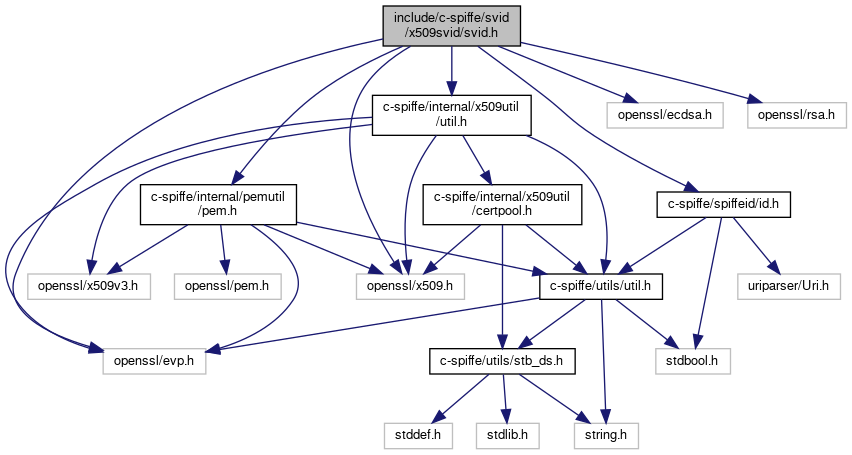 include/c-spiffe/svid
/x509svid/svid.h
c-spiffe/internal/x509util
/util.h
openssl/ecdsa.h
openssl/rsa.h
c-spiffe/internal/pemutil
/pem.h
c-spiffe/internal/x509util
/certpool.h
c-spiffe/spiffeid/id.h
openssl/x509v3.h
openssl/pem.h
openssl/x509.h
c-spiffe/utils/util.h
uriparser/Uri.h
openssl/evp.h
c-spiffe/utils/stb_ds.h
stdbool.h
stddef.h
stdlib.h
string.h